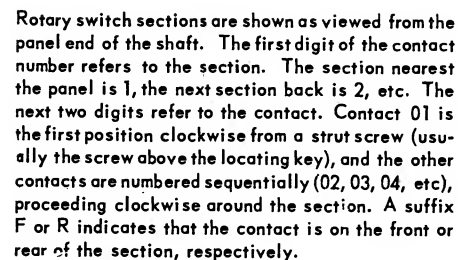 Rotary switch sections are shown as viewed from the
panel end of the shaft. The first digit of the contact
number refers to the section. The section nearest
the panel is 1, the next section back is 2, etc. The
next two digits refer to the contact. Contact 01 is
the first position clockwise from a strut screw (usu-
ally the screw above the locating key), and the other
contacts are numbered sequentially (02, 03, 04, etc),
proceeding clockwise around the section. A suffix
F or R indicates that the contact is on the front or
rear of the section, respectively.